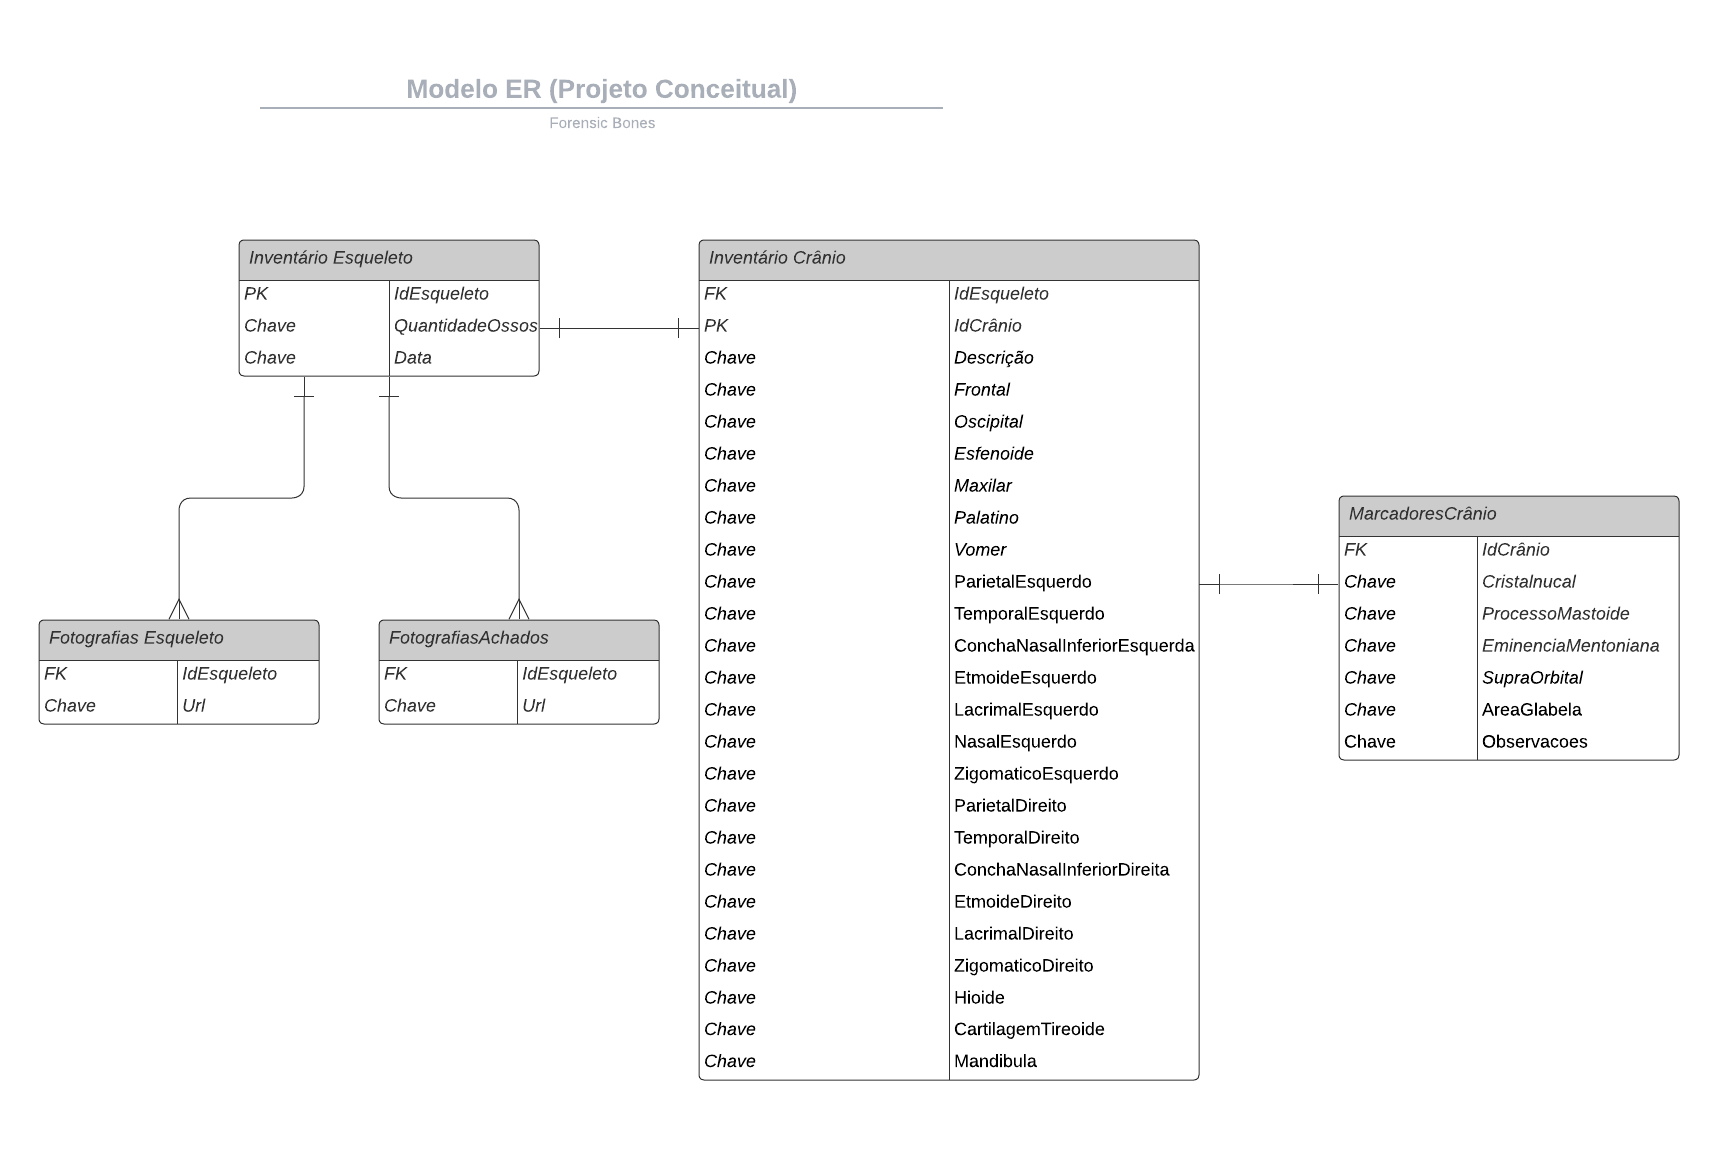 Modelo ER (Projeto Conceitual)
Forensic Bones
Inventário Esqueleto
PK IdEsqueleto
Chave QuantidadeOssos
Chave Data
Fotografias Esqueleto
FK IdEsqueleto
Chave Url
FotografiasAchados
FK IdEsqueleto
Chave Url
Inventário Crânio
FK IdEsqueleto
PK IdCrânio
Chave Descrição
Chave Frontal
Chave Oscipital
Chave Esfenoide
Chave Maxilar
Chave Palatino
Chave Vomer
Chave ParietalEsquerdo
Chave TemporalEsquerdo
Chave ConchaNasalInferiorEsquerda
Chave EtmoideEsquerdo
Chave LacrimalEsquerdo
Chave NasalEsquerdo
Chave ZigomaticoEsquerdo
Chave ParietalDireito
Chave TemporalDireito
Chave ConchaNasalInferiorDireita
Chave EtmoideDireito
Chave LacrimalDireito
Chave ZigomaticoDireito
Chave Hioide
Chave CartilagemTireoide
Chave Mandibula
MarcadoresCrânio
FK IdCrânio
Chave Cristalnucal
Chave ProcessoMastoide
Chave EminenciaMentoniana
Chave SupraOrbital
Chave AreaGlabela
Chave Observacoes